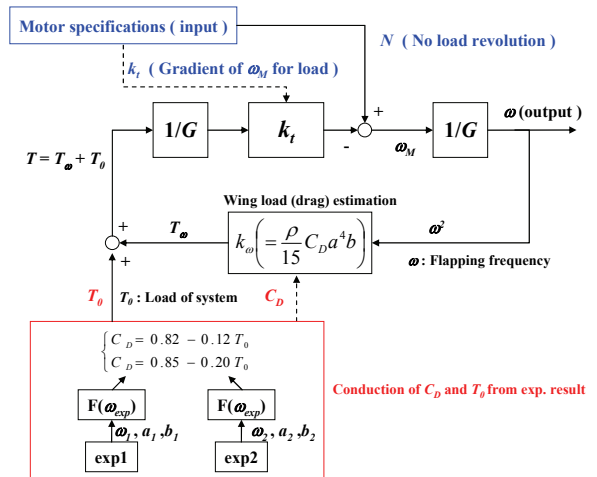 Motor specifications ( input )
N ( No load revolution )
k_t ( Gradient of ω_M for load )
1/G
k_t
+
-
ω_M
1/G
ω (output )
T = T_ω + T_0
Wing load (drag) estimation
T_ω
k_ω(= ρ/15 C_D a^4 b)
ω^2
ω : Flapping frequency
+
+
T_0
T_0 : Load of system
C_D
{ C_D = 0.82 − 0.12 T_0
C_D = 0.85 − 0.20 T_0
F(ω_exp)
F(ω_exp)
Conduction of C_D and T_0 from exp. result
ω_1, a_1 ,b_1
ω_2, a_2 ,b_2
exp1
exp2